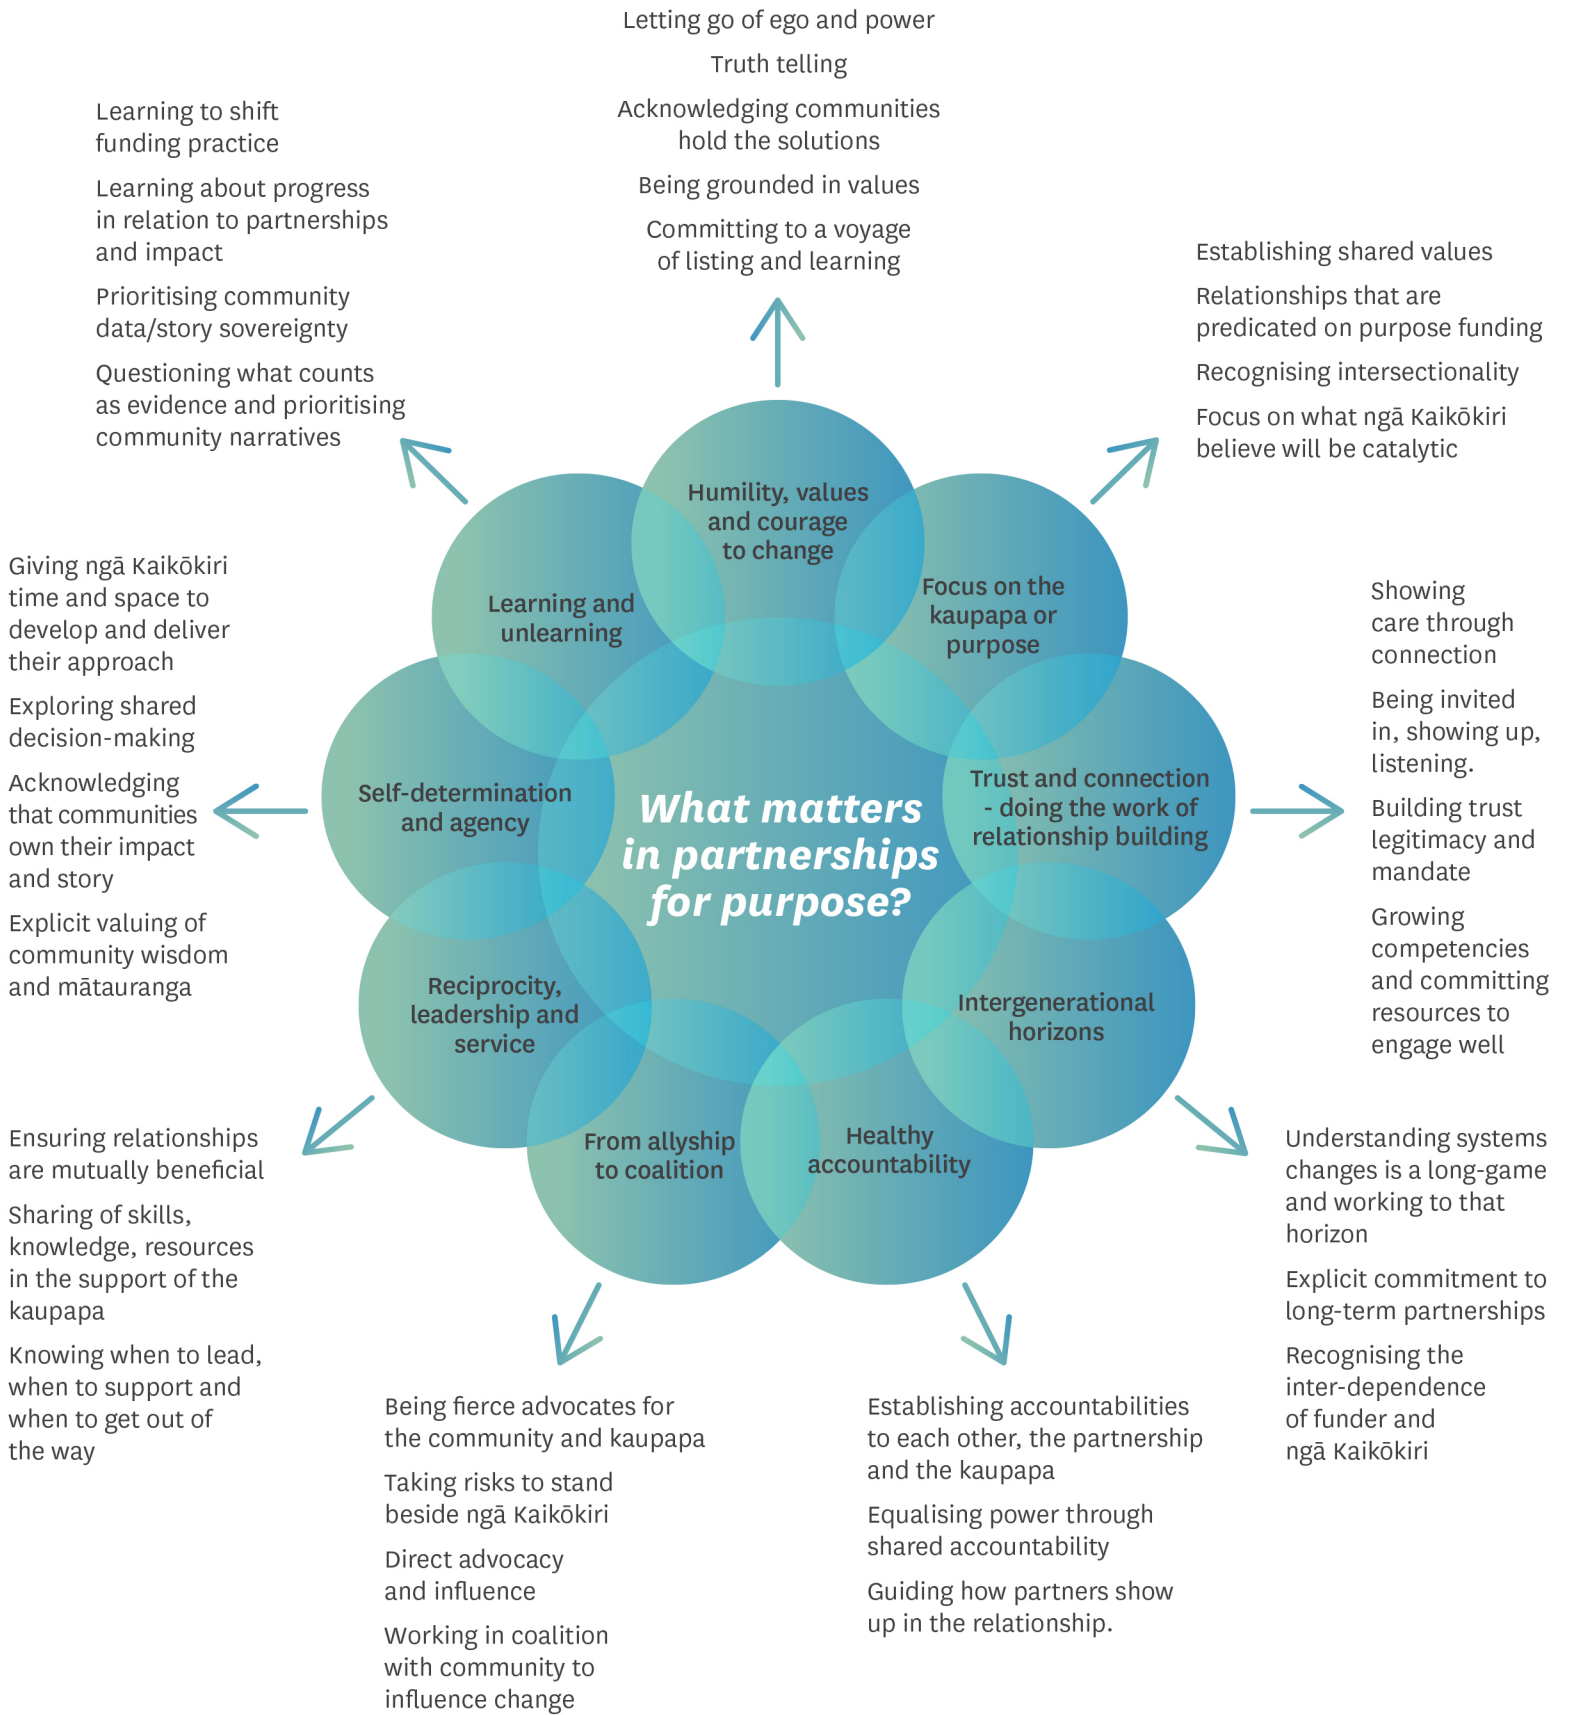 Letting go of ego and power
Truth telling
Acknowledging communities
hold the solutions
Being grounded in values
Committing to a voyage
of listing and learning
Learning to shift
funding practice
Learning about progress
in relation to partnerships
and impact
Prioritising community
data/story sovereignty
Questioning what counts
as evidence and prioritising
community narratives
Establishing shared values
Relationships that are
predicated on purpose funding
Recognising intersectionality
Focus on what ngā Kaikōkiri
believe will be catalytic
Humility, values
and courage
to change
Learning and
unlearning
Focus on the
kaupapa or
purpose
Giving ngā Kaikōkiri
time and space to
develop and deliver
their approach
Exploring shared
decision-making
Acknowledging
that communities
own their impact
and story
Explicit valuing of
community wisdom
and mātauranga
Self-determination
and agency
What matters
in partnerships
for purpose?
Trust and connection
- doing the work of
relationship building
Showing
care through
connection
Being invited
in, showing up,
listening.
Building trust
legitimacy and
mandate
Growing
competencies
and committing
resources to
engage well
Reciprocity,
leadership and
service
Intergenerational
horizons
From allyship
to coalition
Healthy
accountability
Ensuring relationships
are mutually beneficial
Sharing of skills,
knowledge, resources
in the support of the
kaupapa
Knowing when to lead,
when to support and
when to get out of
the way
Being fierce advocates for
the community and kaupapa
Taking risks to stand
beside ngā Kaikōkiri
Direct advocacy
and influence
Working in coalition
with community to
influence change
Establishing accountabilities
to each other, the partnership
and the kaupapa
Equalising power through
shared accountability
Guiding how partners show
up in the relationship.
Understanding systems
changes is a long-game
and working to that
horizon
Explicit commitment to
long-term partnerships
Recognising the
inter-dependence
of funder and
ngā Kaikōkiri